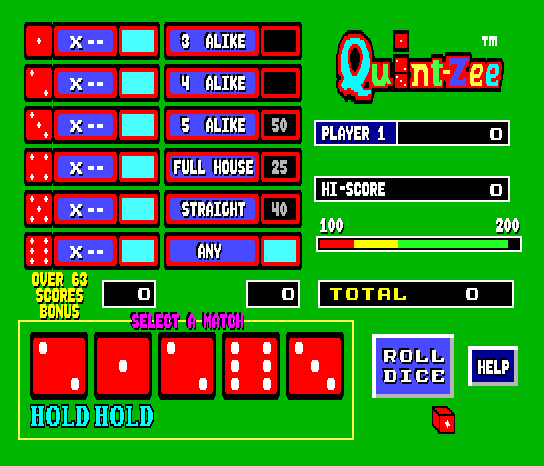 X -- 3 ALIKE
X -- 4 ALIKE
X -- 5 ALIKE 50
X -- FULL HOUSE 25
X -- STRAIGHT 40
X -- ANY
OVER 63
SCORES
BONUS
0 0
Quint-Zee TM
PLAYER 1 0
HI-SCORE 0
100 200
TOTAL 0
SELECT A MATCH
HOLD HOLD
ROLL
DICE
HELP